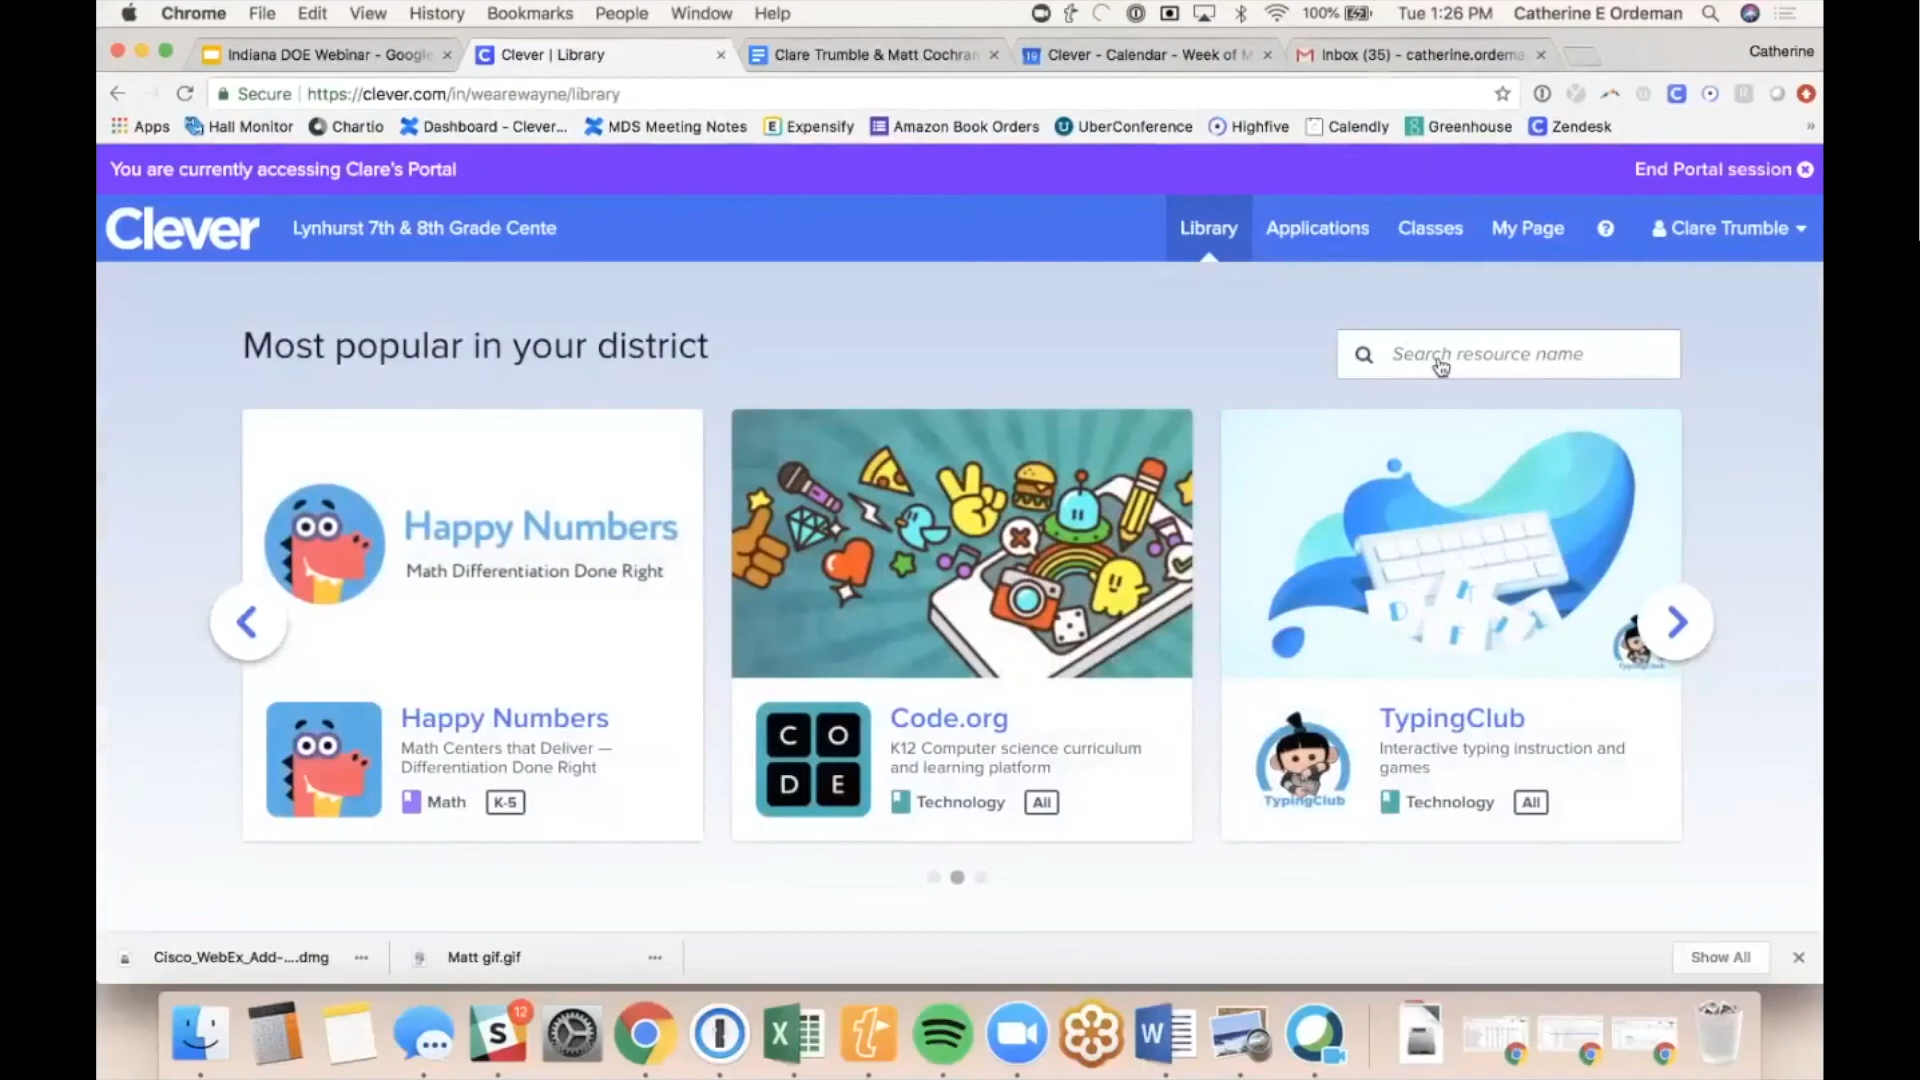 Chrome File Edit View History Bookmarks People Window Help 100% Tue 1:26 PM Catherine E Ordeman
Indiana DOE Webinar - Google Clever | Library Clare Trumble & Matt Cochran Clever - Calendar - Week of M Inbox (35) - catherine.ordema Catherine
Secure https://clever.com/in/wearewayne/library
Apps Hall Monitor Chartio Dashboard - Clever... MDS Meeting Notes Expensify Amazon Book Orders UberConference Highfive Calendly Greenhouse Zendesk »
You are currently accessing Clare's Portal End Portal session
Clever Lynhurst 7th & 8th Grade Cente Library Applications Classes My Page ? Clare Trumble
Most popular in your district
Search resource name
Happy Numbers
Math Differentiation Done Right
Happy Numbers
Math Centers that Deliver —
Differentiation Done Right
Math K-5
CODE
Code.org
K12 Computer science curriculum
and learning platform
Technology All
D F
TypingClub
TypingClub
Interactive typing instruction and
games
Technology All
Cisco_WebEx_Add-....dmg Matt gif.gif Show All
12